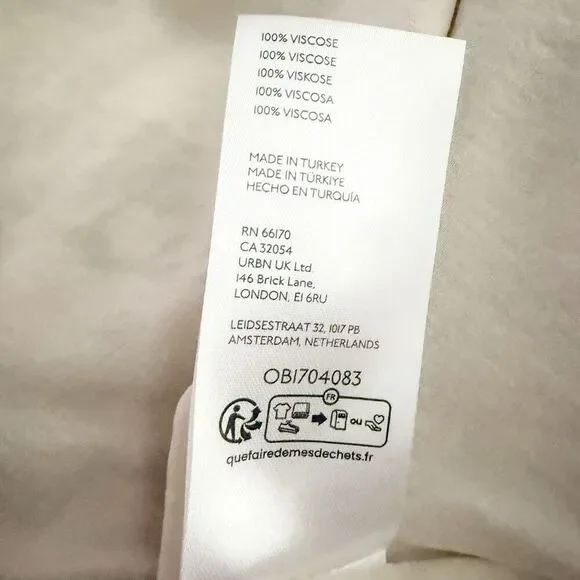 100% VISCOSE
100% VISCOSE
100% VISKOSE
100% VISCOSA
100% VISCOSA
MADE IN TURKEY
MADE IN TÜRKİYE
HECHO EN TURQUÍA
RN 66170
CA 32054
URBN UK Ltd.
146 Brick Lane,
LONDON, E1 6RU
LEIDSESTRAAT 32, 1017 PB
AMSTERDAM, NETHERLANDS
OB1704083
FR
ou
quefairedemesdechets.fr